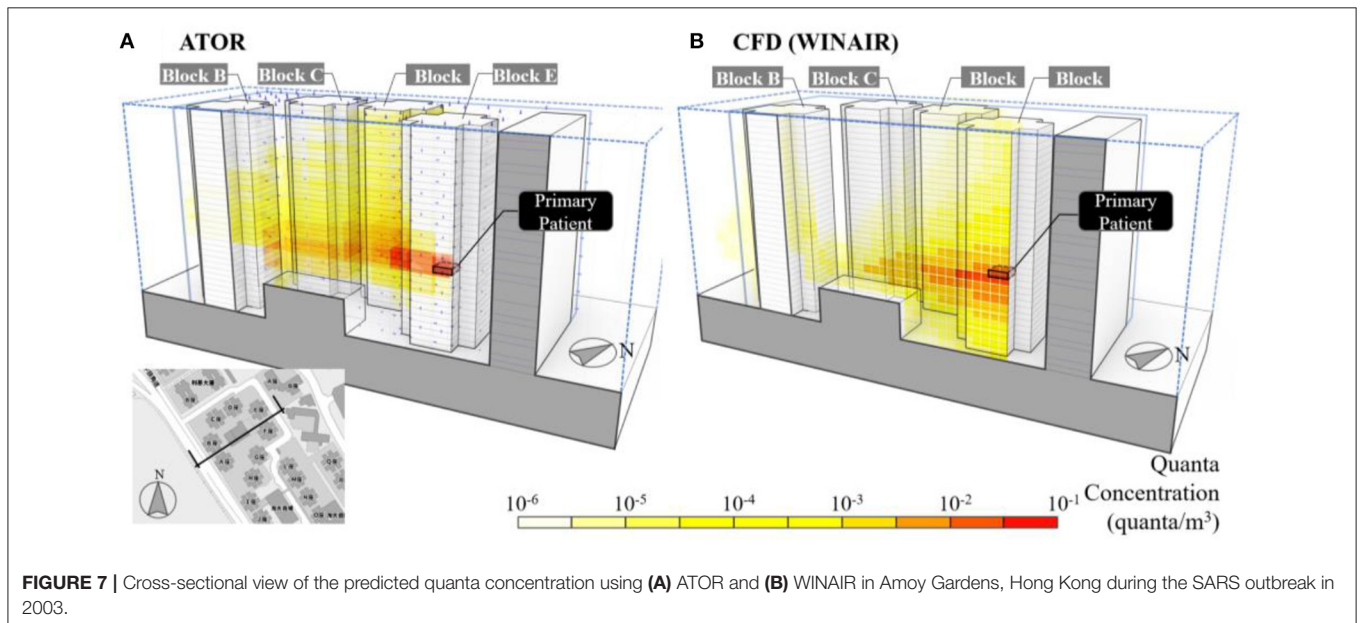 A ATOR
Block B
Block C
Block
Block E
Primary
Patient
N
B CFD (WINAIR)
Block B
Block C
Block
Block
Primary
Patient
N
N
Quanta
Concentration
(quanta/m³)
10⁻⁶ 10⁻⁵ 10⁻⁴ 10⁻³ 10⁻² 10⁻¹
FIGURE 7 | Cross-sectional view of the predicted quanta concentration using (A) ATOR and (B) WINAIR in Amoy Gardens, Hong Kong during the SARS outbreak in
2003.